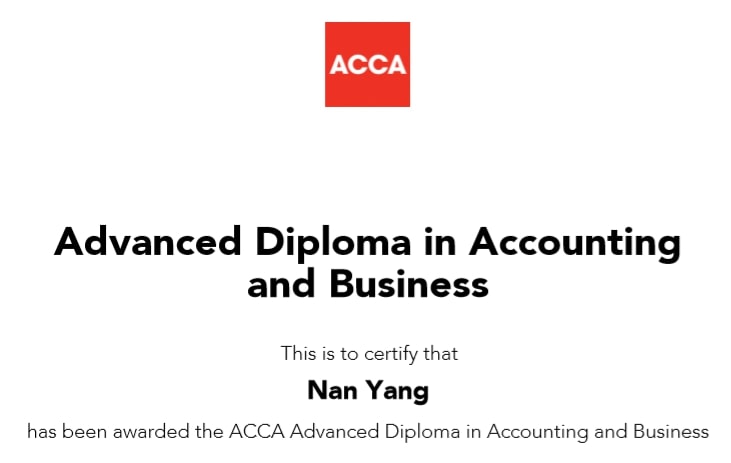 ACCA
Advanced Diploma in Accounting
and Business
This is to certify that
Nan Yang
has been awarded the ACCA Advanced Diploma in Accounting and Business